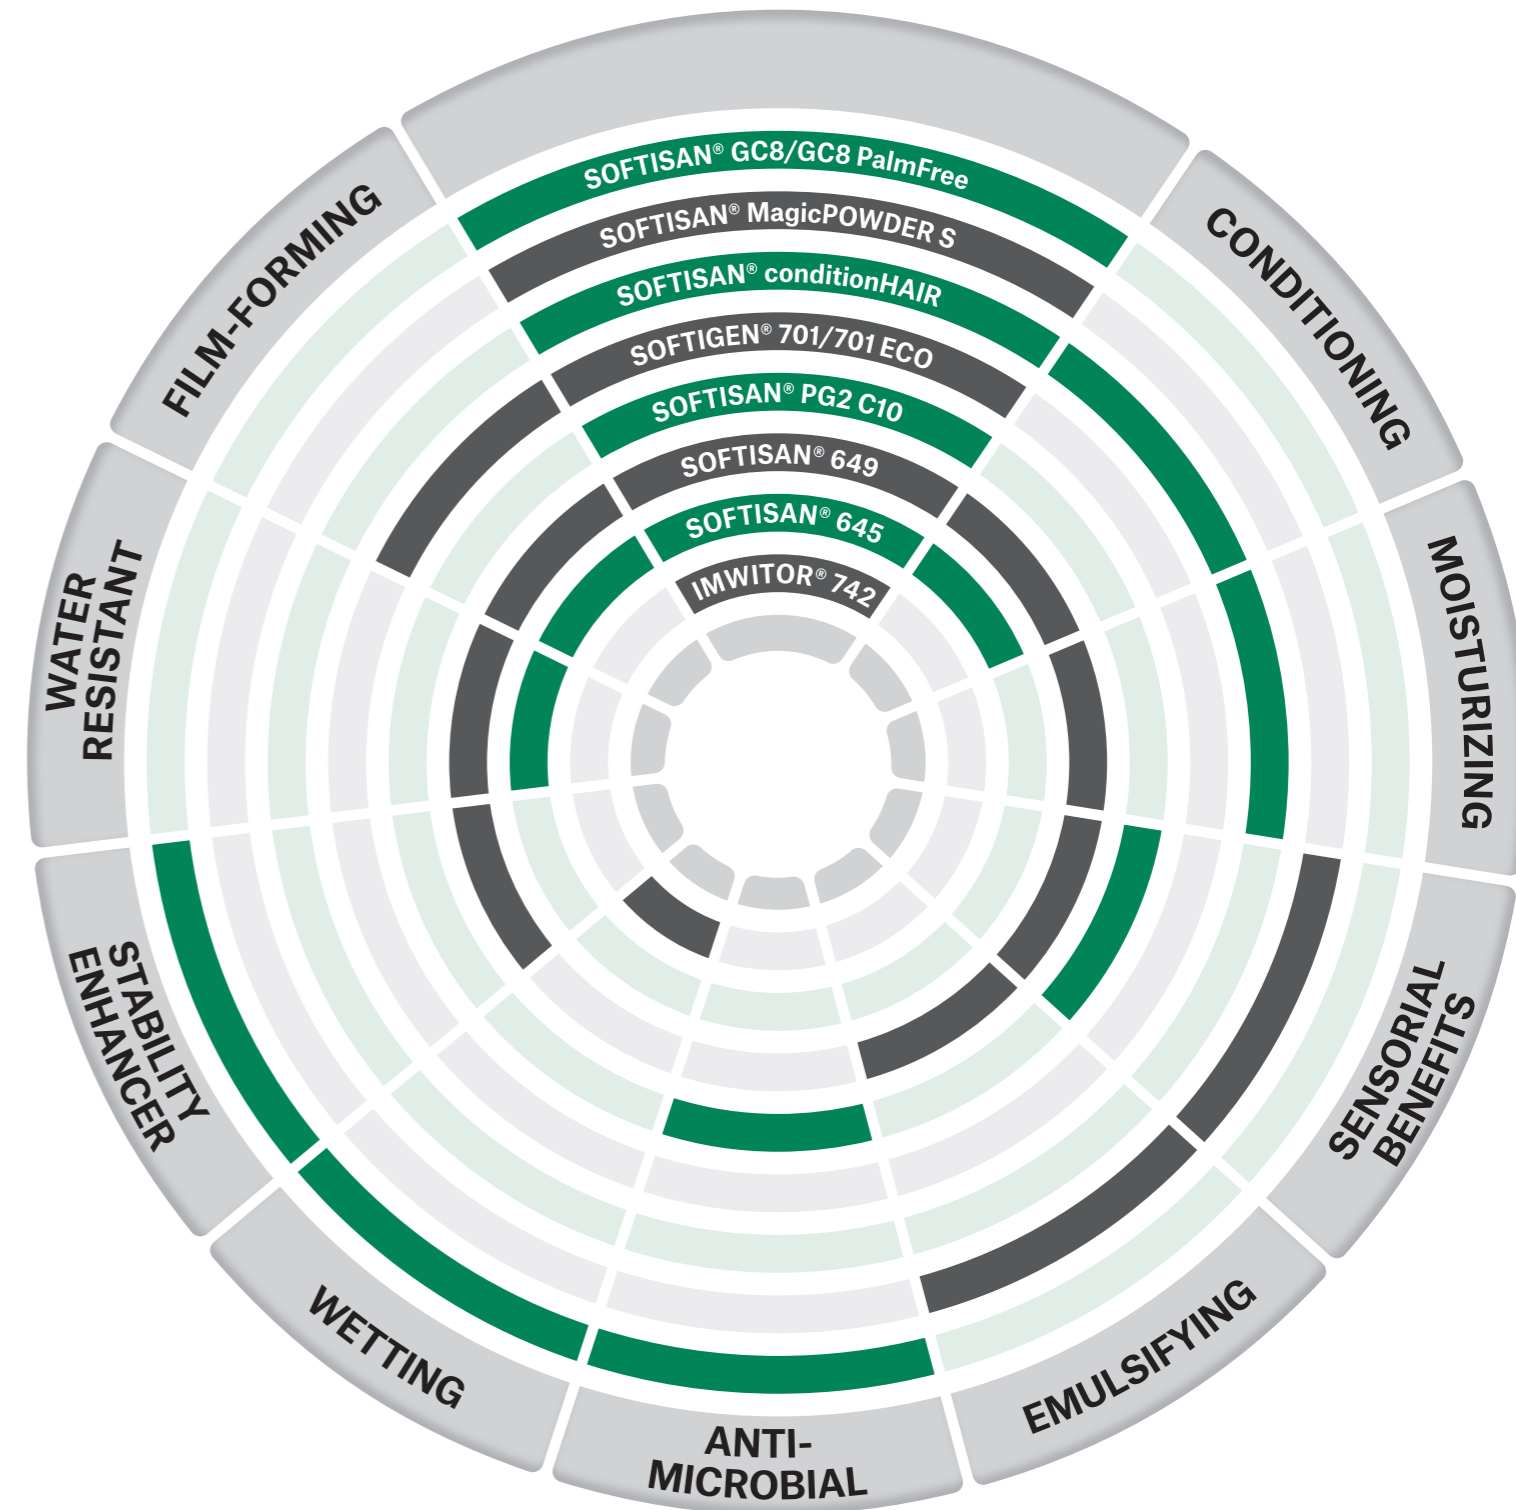 SOFTISAN® GC8/GC8 PalmFree
SOFTISAN® MagicPOWDER S
SOFTISAN® conditionHAIR
SOFTIGEN® 701/701 ECO
SOFTISAN® PG2 C10
SOFTISAN® 649
SOFTISAN® 645
IMWITOR® 742
CONDITIONING
MOISTURIZING
SENSORIAL
BENEFITS
EMULSIFYING
ANTI-
MICROBIAL
WETTING
STABILITY
ENHANCER
WATER
RESISTANT
FILM-FORMING